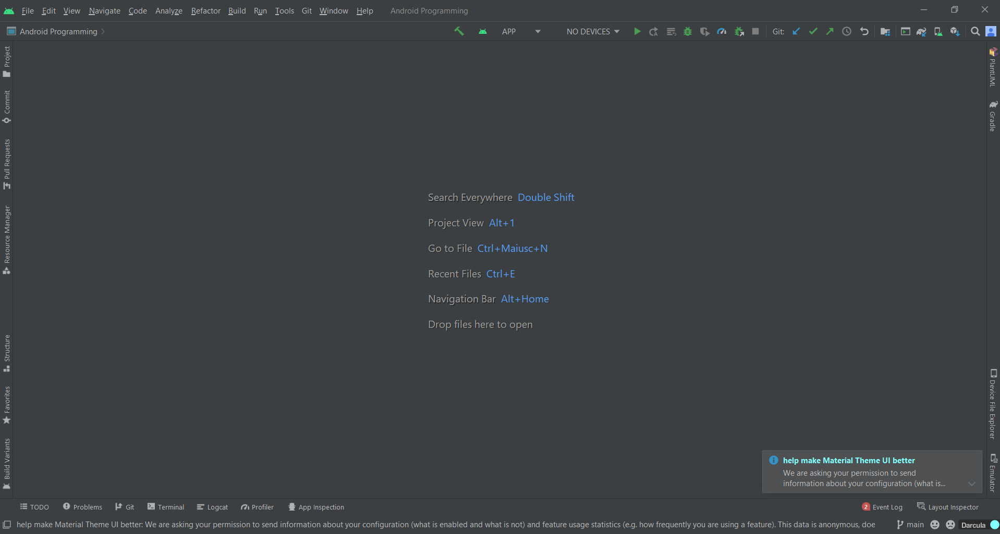 File Edit View Navigate Code Analyze Refactor Build Run Tools Git Window Help Android Programming
Android Programming
APP
NO DEVICES
Git:
Project
Commit
Pull Requests
Resource Manager
Structure
Favorites
Build Variants
Search Everywhere Double Shift
Project View Alt+1
Go to File Ctrl+Maiusc+N
Recent Files Ctrl+E
Navigation Bar Alt+Home
Drop files here to open
PlantUML
Gradle
Device File Explorer
Emulator
help make Material Theme UI better
We are asking your permission to send
information about your configuration (what is...
TODO Problems Git Terminal Logcat Profiler App Inspection 2 Event Log Layout Inspector
help make Material Theme UI better: We are asking your permission to send information about your configuration (what is enabled and what is not) and feature usage statistics (e.g. how frequently you are using a feature). This data is anonymous, doe main Darcula